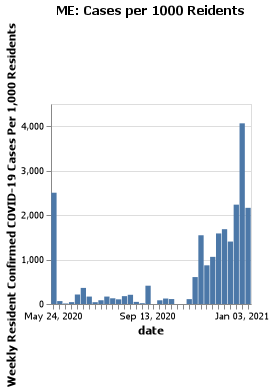 ME: Cases per 1000 Reidents
Weekly Resident Confirmed COVID-19 Cases Per 1,000 Residents
4,000
3,000
2,000
1,000
0
May 24, 2020 Sep 13, 2020 Jan 03, 2021
date